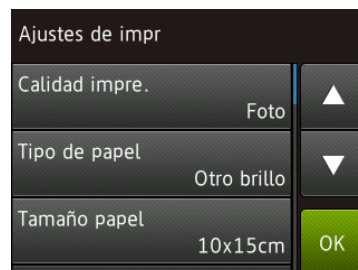 Ajustes de impr
Calidad impre.
Foto
Tipo de papel
Otro brillo
Tamaño papel
10x15cm
OK